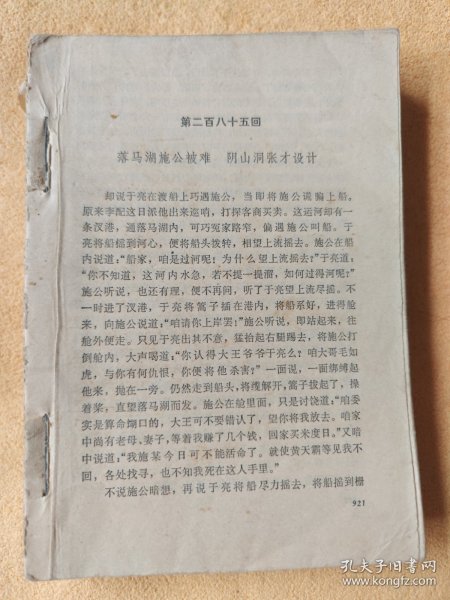 第二百八十五回
落马湖施公被难　阴山洞张才设计
却说于亮在渡船上巧遇施公，当即将施公谎骗上船。
原来李配这日派他出来巡哨，打探客商买卖。这运河却有一
条汊港，通落马湖内，可巧冤家路窄，偏遇施公叫船。于
亮将船摇到河心，便将船头拨转，相望上流摇去。施公在船
内说道：“船家，咱是过河呢！为什么望上流摇去？”于亮道：
“你不知道，这河内水急，若不提一提溜，如何过得河呢？”
施公听说，也还有理，便不再问，听了于亮望上流尽摇。不
一时进了汊港，于亮将篙子插在港内，将船系好，进得舱
来，向施公说道：“咱请你上岸罢！”施公听说，即站起来，往
舱外便走。只见于亮出其不意，猛抬起右腿踢去，将施公打
倒舱内，大声喝道：“你认得大王爷爷于亮么？咱大哥毛如
虎，与你有何仇恨，你便将他杀害？”一面说，一面绑缚起
他来，抛在一旁。仍然走到船头，将缆解开，篙子拔起了，操
着桨，直望落马湖而发。施公在舱里面，只是讨饶道：“咱委
实是算命煳口的，大王可不要错认了，望你将我放去。咱家
中尚有老母、妻子，等着我赚了几个钱，回家买米度日。”又暗
中说道：“我施某今日可不能活命了。就使黄天霸等见我不
回，各处找寻，也不知我死在这人手里。”
不说施公暗想，再说于亮将船尽力摇去，将船摇到栅
921
孔夫子旧书网
www.kongfz.com